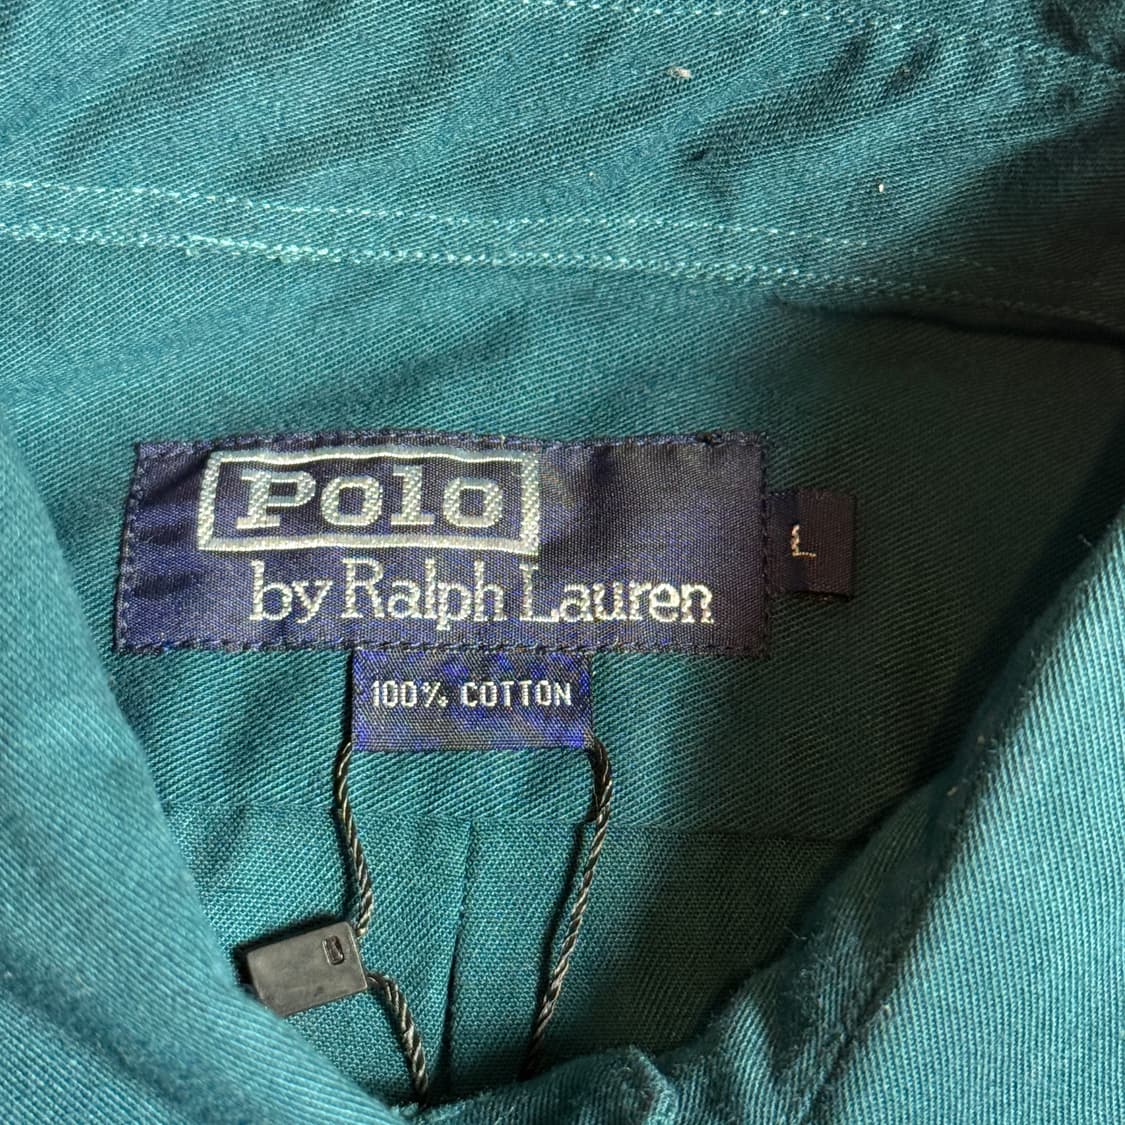 Polo
by Ralph Lauren
L
100% COTTON